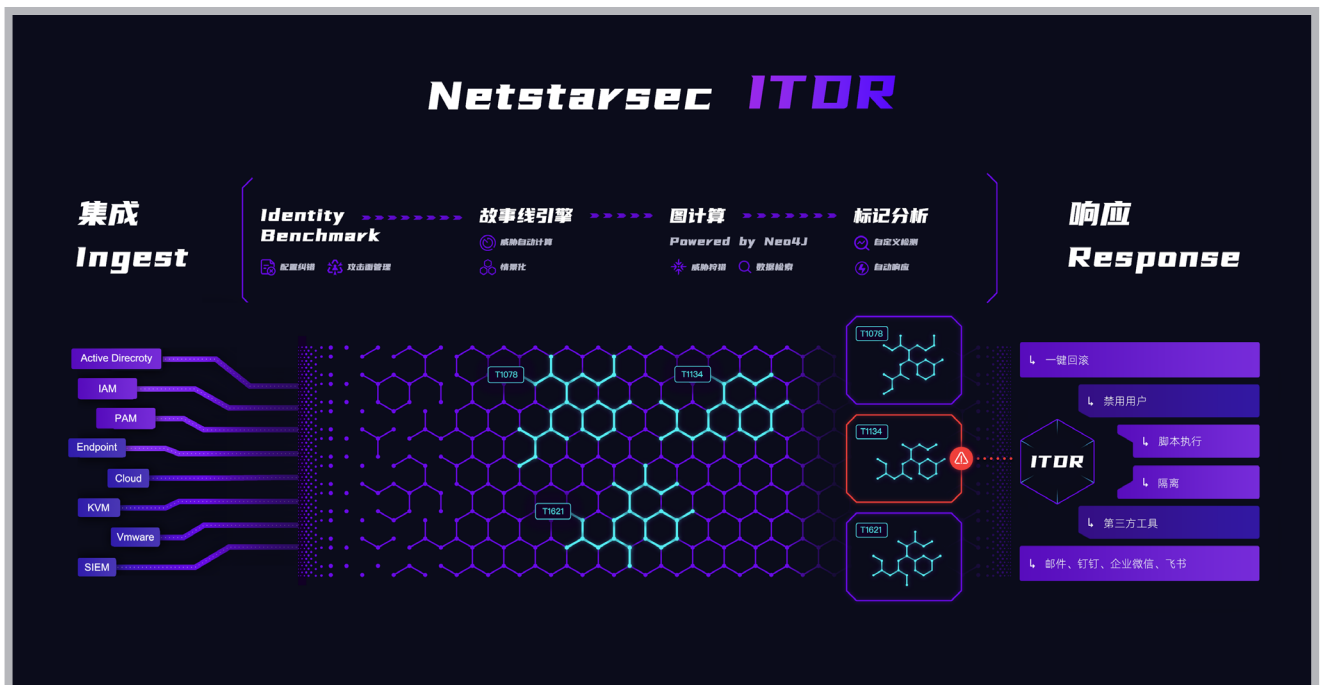 Netstarsec ITDR
集成
Ingest
Identity
Benchmark
配置纠错
攻击面管理
故事线引擎
威胁自动计算
情景化
图计算
Powered by Neo4J
威胁狩猎
数据检索
标记分析
自定义检测
自动响应
响应
Response
Active Direcroty
IAM
PAM
Endpoint
Cloud
KVM
Vmware
SIEM
T1078
T1134
T1621
T1078
T1134
T1621
ITDR
↳ 一键回滚
↳ 禁用用户
↳ 脚本执行
↳ 隔离
↳ 第三方工具
↳ 邮件、钉钉、企业微信、飞书